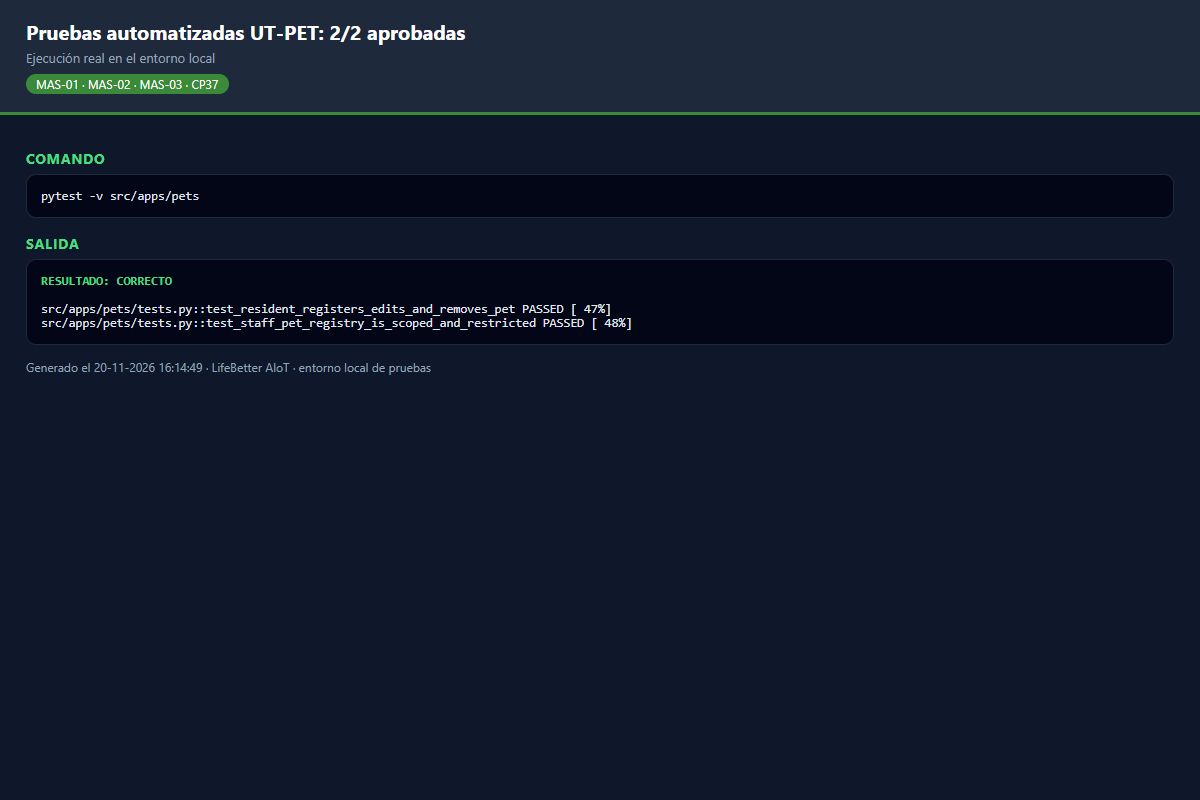 Pruebas automatizadas UT-PET: 2/2 aprobadas
Ejecución real en el entorno local
MAS-01 · MAS-02 · MAS-03 · CP37
COMANDO
pytest -v src/apps/pets
SALIDA
RESULTADO: CORRECTO
src/apps/pets/tests.py::test_resident_registers_edits_and_removes_pet PASSED [ 47%]
src/apps/pets/tests.py::test_staff_pet_registry_is_scoped_and_restricted PASSED [ 48%]
Generado el 20-11-2026 16:14:49 · LifeBetter AIoT · entorno local de pruebas